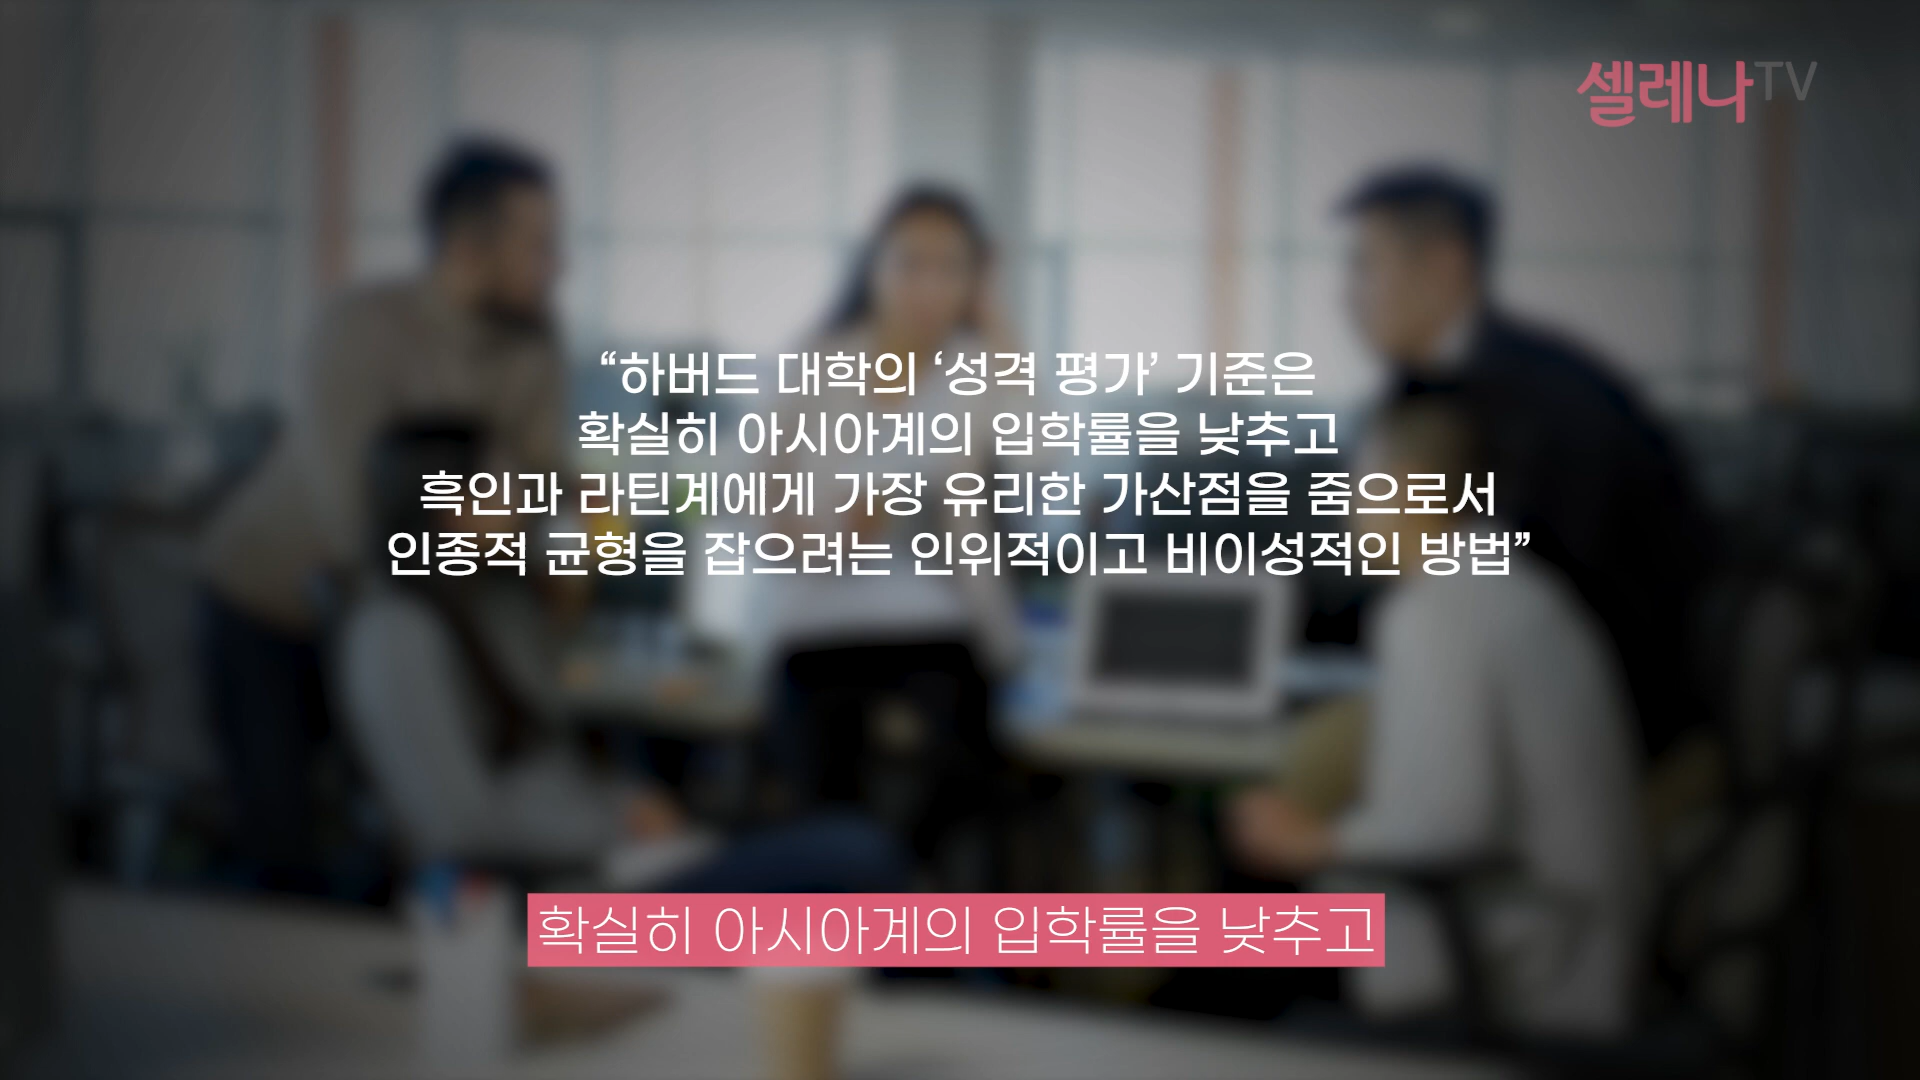 셀레나TV
“하버드 대학의 ‘성격 평가’ 기준은
확실히 아시아계의 입학률을 낮추고
흑인과 라틴계에게 가장 유리한 가산점을 줌으로서
인종적 균형을 잡으려는 인위적이고 비이성적인 방법”
확실히 아시아계의 입학률을 낮추고